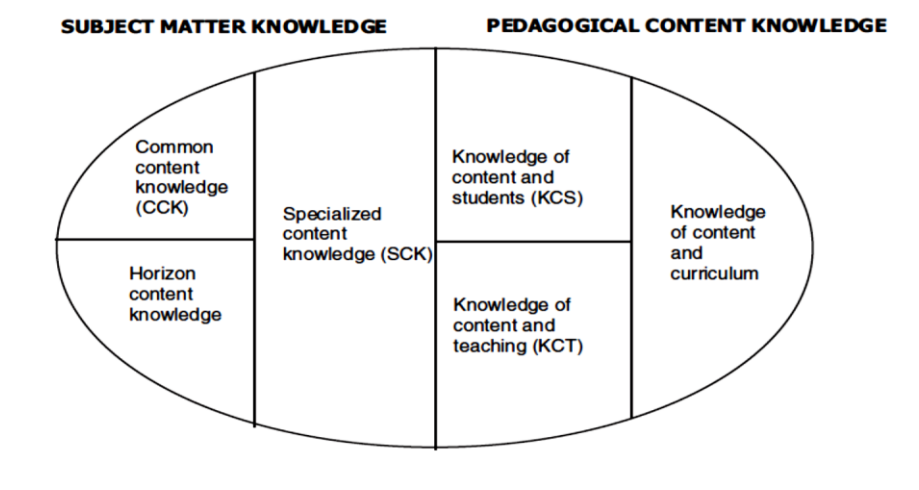 SUBJECT MATTER KNOWLEDGE
PEDAGOGICAL CONTENT KNOWLEDGE
Common
content
knowledge
(CCK)
Horizon
content
knowledge
Specialized
content
knowledge (SCK)
Knowledge of
content and
students (KCS)
Knowledge of
content and
teaching (KCT)
Knowledge
of content
and
curriculum